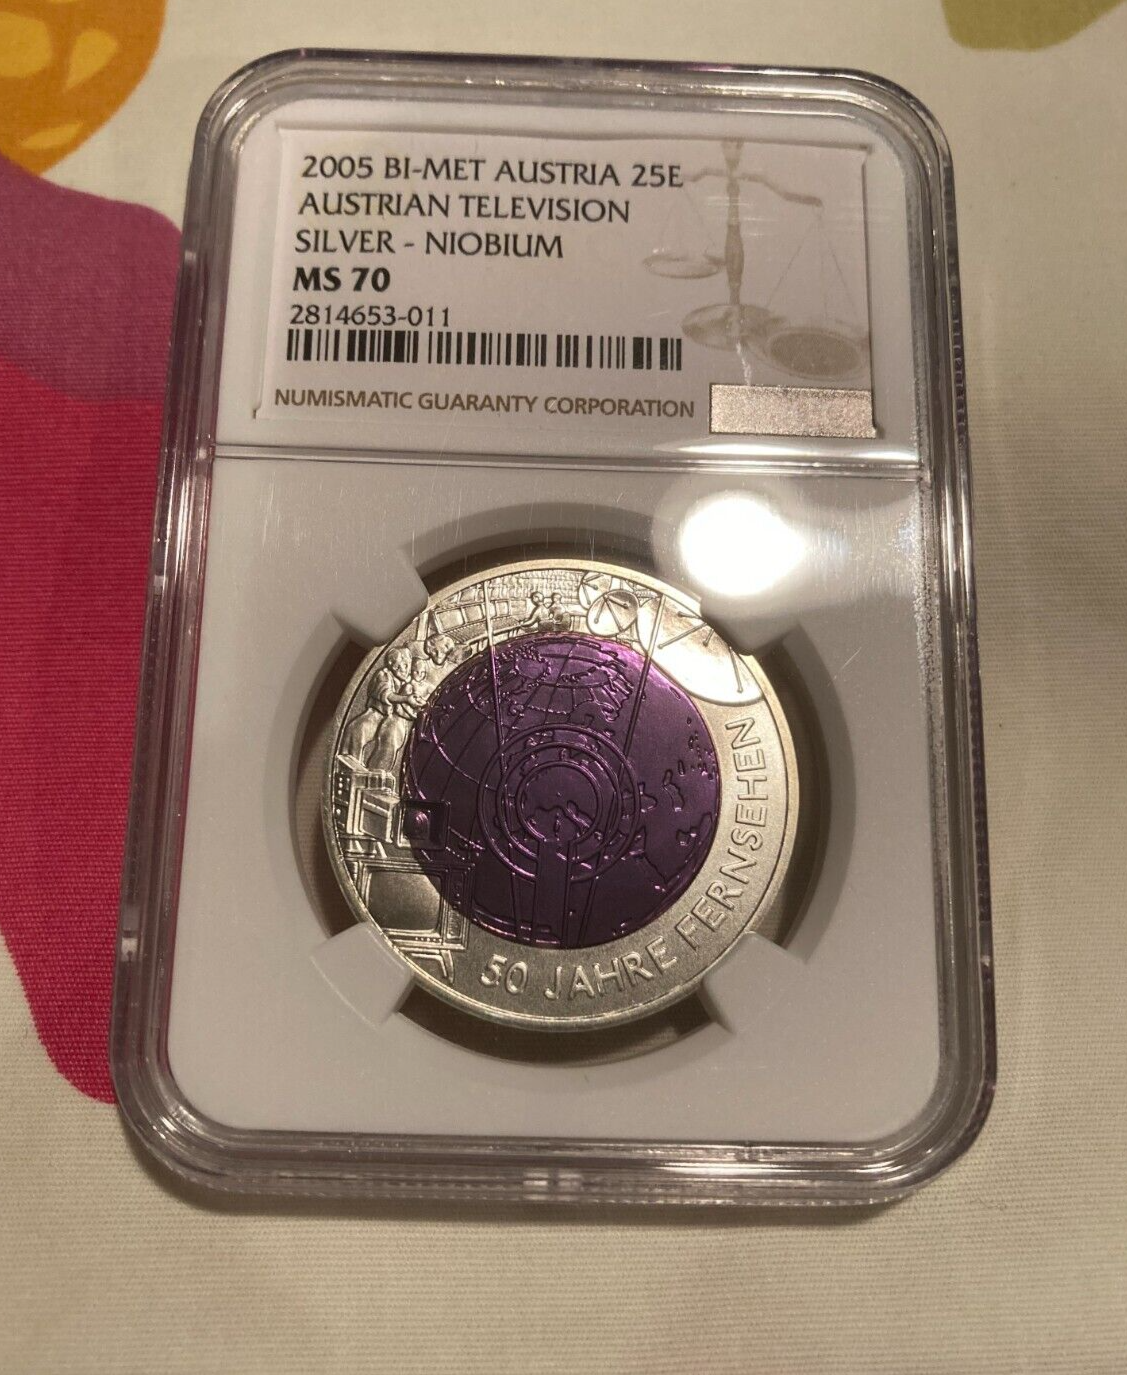 2005 BI-MET AUSTRIA 25E
AUSTRIAN TELEVISION
SILVER - NIOBIUM
MS 70
2814653-011
NUMISMATIC GUARANTY CORPORATION
50 JAHRE FERNSEHEN